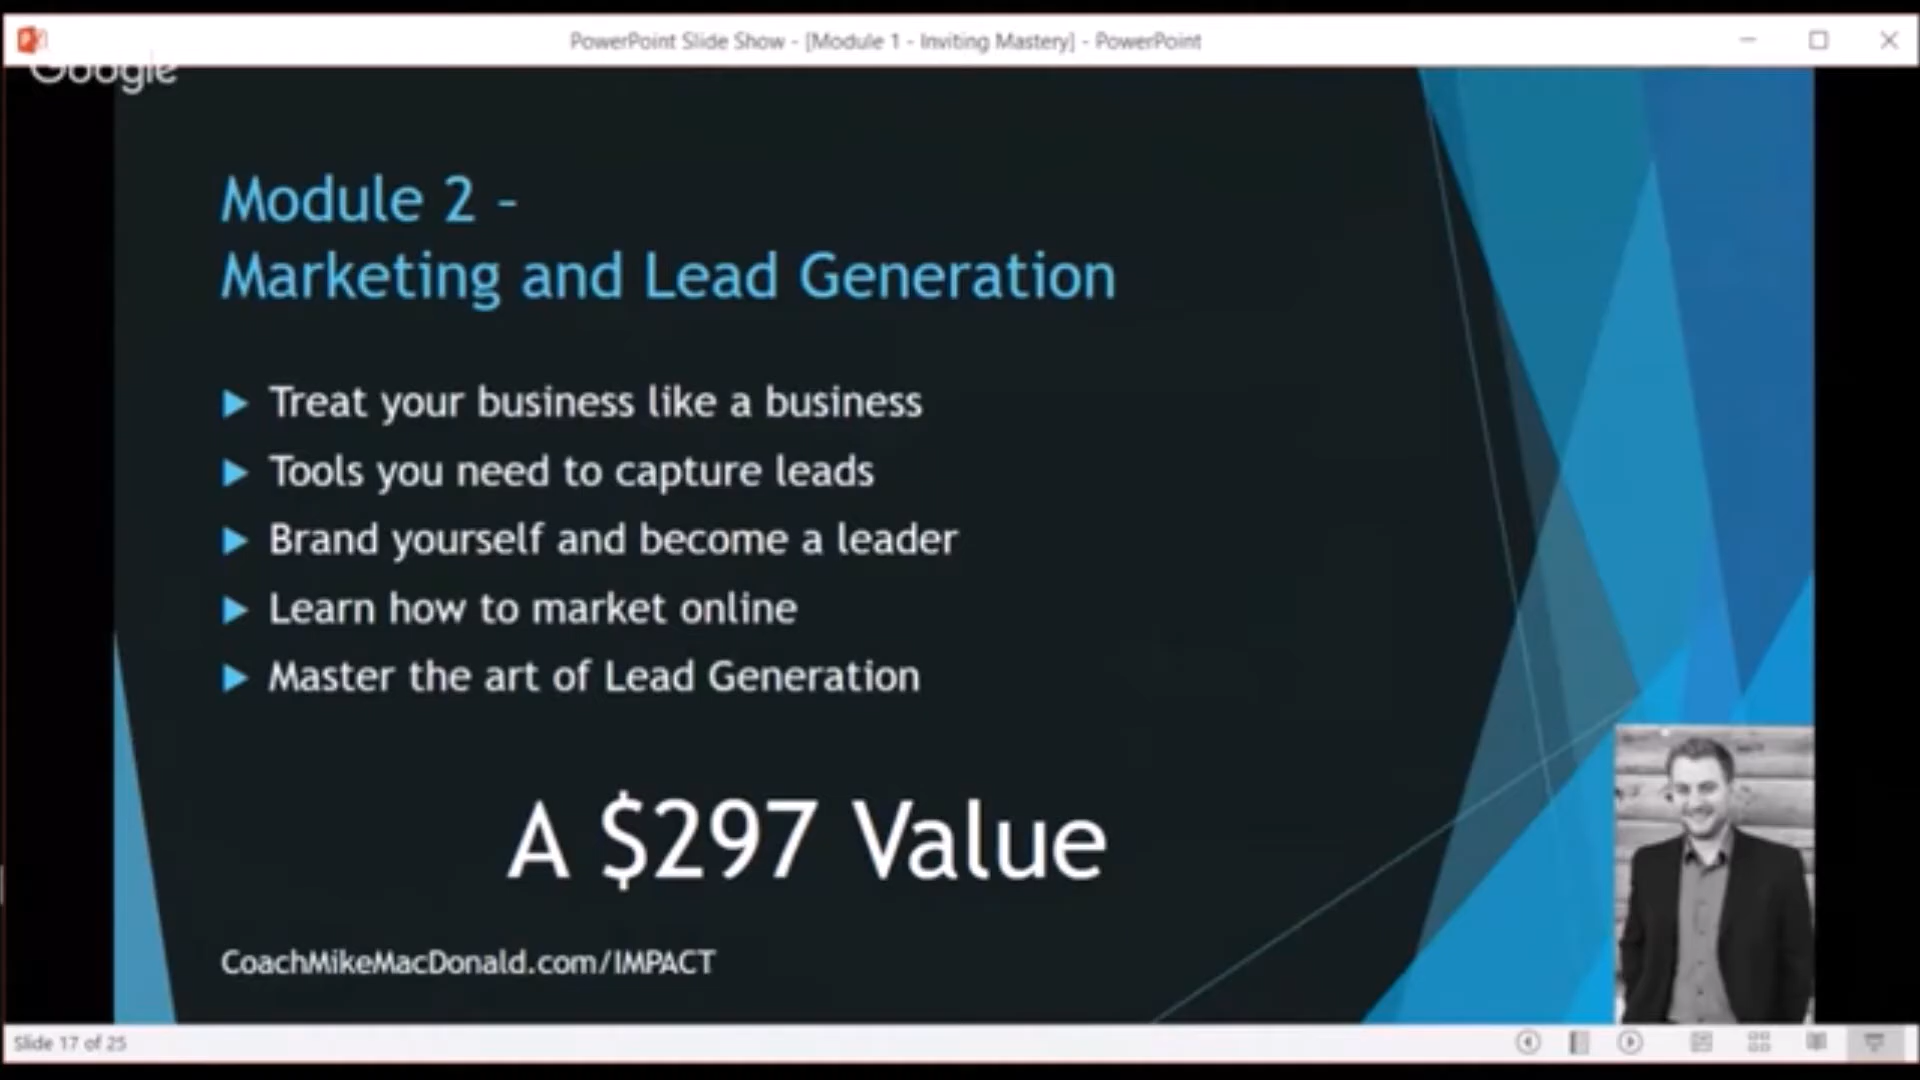 PowerPoint Slide Show - [Module 1 - Inviting Mastery] - PowerPoint
Google
Module 2 –
Marketing and Lead Generation
Treat your business like a business
Tools you need to capture leads
Brand yourself and become a leader
Learn how to market online
Master the art of Lead Generation
A $297 Value
CoachMikeMacDonald.com/IMPACT
Slide 17 of 25